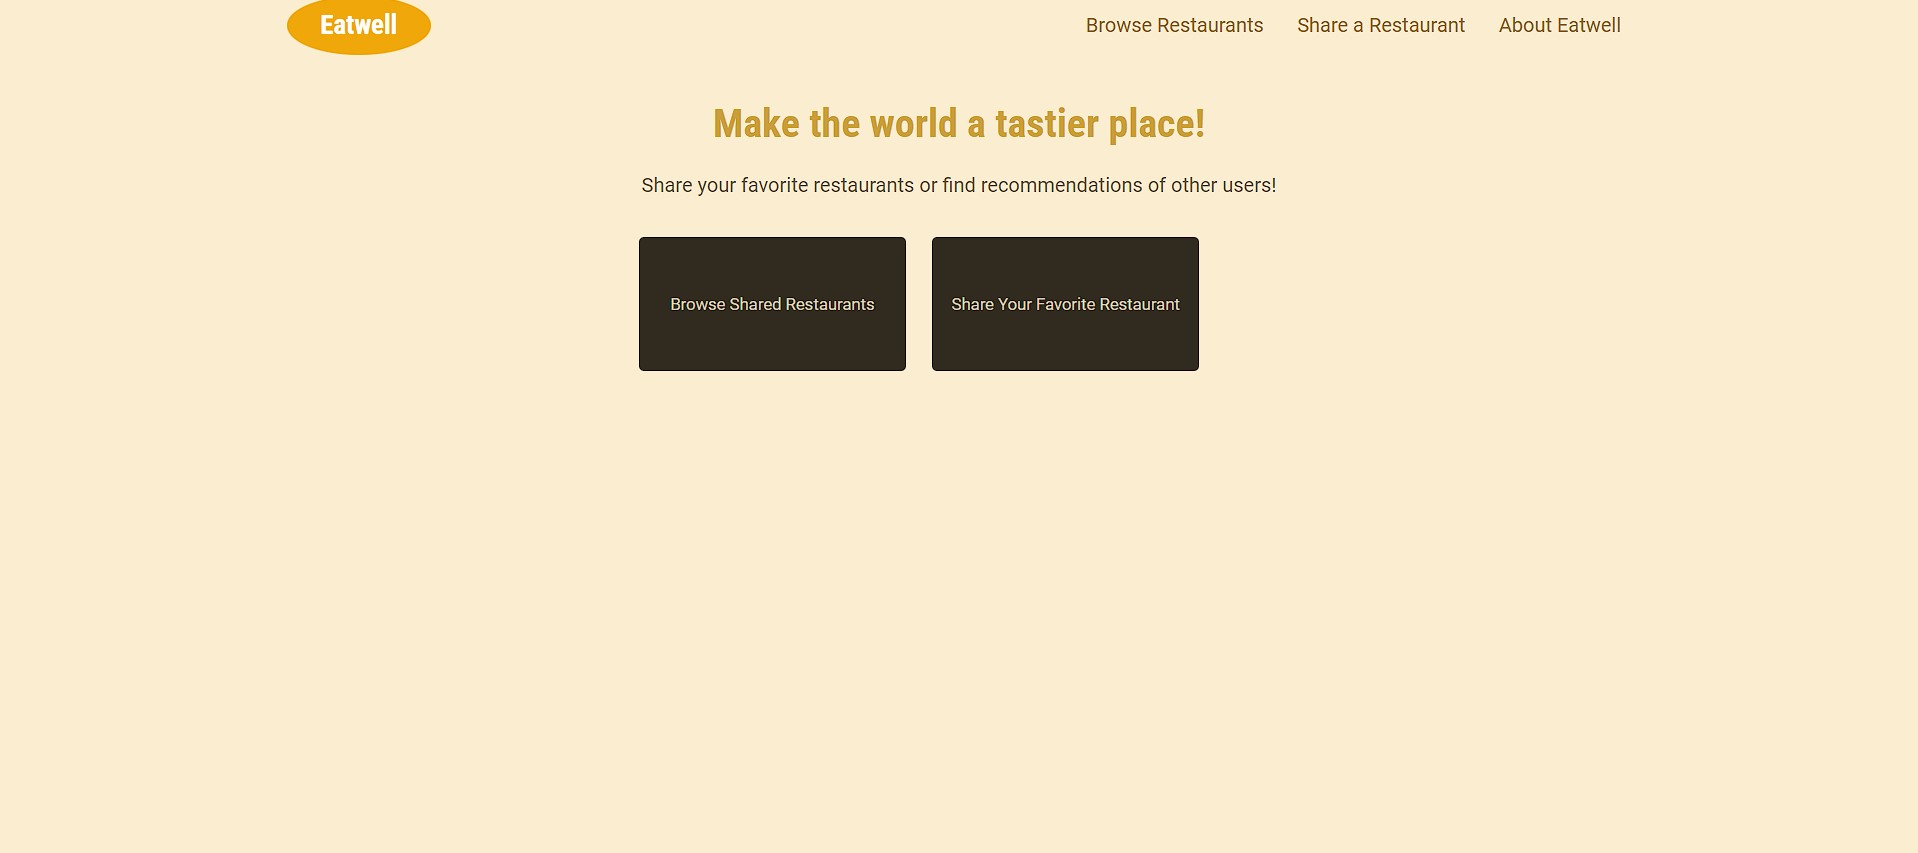 Eatwell
Browse Restaurants
Share a Restaurant
About Eatwell
Make the world a tastier place!
Share your favorite restaurants or find recommendations of other users!
Browse Shared Restaurants
Share Your Favorite Restaurant